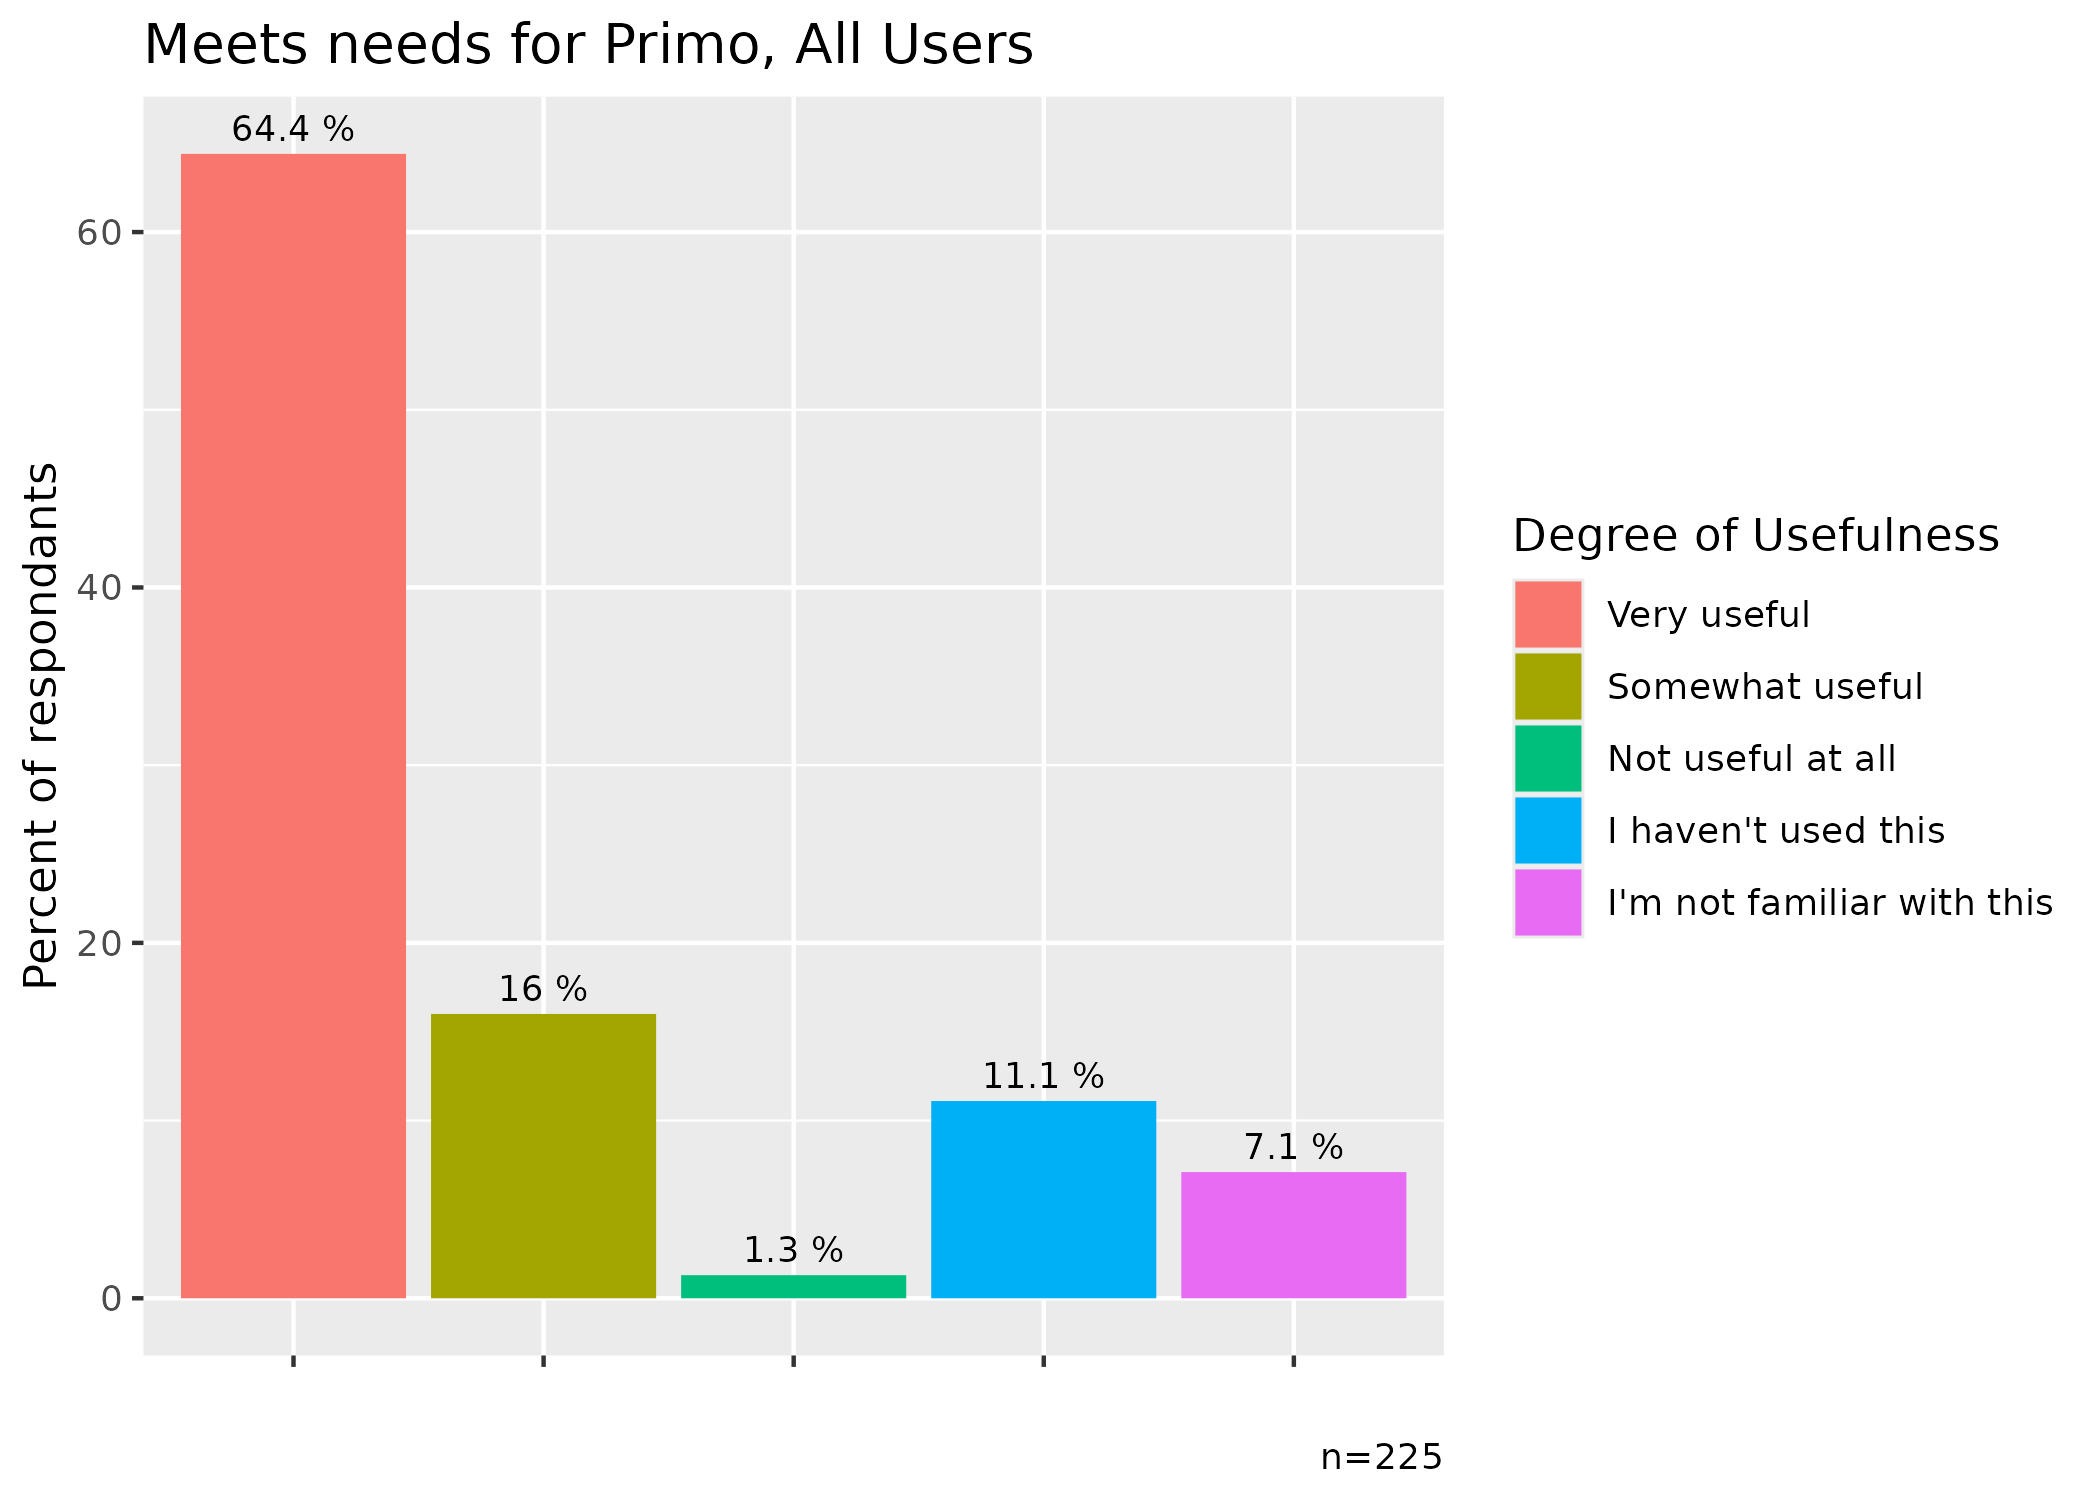 Meets needs for Primo, All Users
64.4 %
60
40
20
0
Percent of respondants
16 %
1.3 %
11.1 %
7.1 %
Degree of Usefulness
Very useful
Somewhat useful
Not useful at all
I haven't used this
I'm not familiar with this
n=225